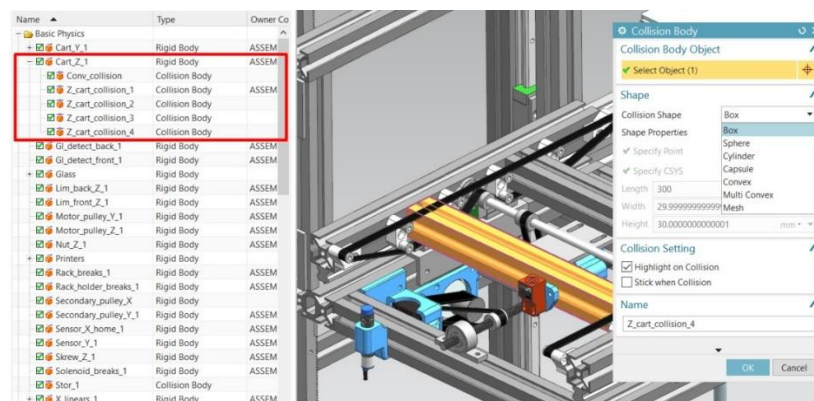 Name Type Owner Co
Basic Physics
Cart_Y_1 Rigid Body ASSEM
Cart_Z_1 Rigid Body ASSEM
Conv_collision Collision Body
Z_cart_collision_1 Collision Body ASSEM
Z_cart_collision_2 Collision Body
Z_cart_collision_3 Collision Body
Z_cart_collision_4 Collision Body
Gl_detect_back_1 Rigid Body ASSEM
Gl_detect_front_1 Rigid Body ASSEM
Glass Rigid Body ASSEM
Lim_back_Z_1 Rigid Body ASSEM
Lim_front_Z_1 Rigid Body ASSEM
Motor_pulley_Y_1 Rigid Body ASSEM
Motor_pulley_Z_1 Rigid Body ASSEM
Nut_Z_1 Rigid Body ASSEM
Printers Rigid Body ASSEM
Rack_breaks_1 Rigid Body ASSEM
Rack_holder_breaks_1 Rigid Body ASSEM
Secondary_pulley_X Rigid Body
Secondary_pulley_Y_1 Rigid Body ASSEM
Sensor_X_home_1 Rigid Body ASSEM
Sensor_Y_1 Rigid Body ASSEM
Skrew_Z_1 Rigid Body ASSEM
Solenoid_breaks_1 Rigid Body ASSEM
Stor_1 Collision Body
X_linears_1 Rigid Body ASSEM
Collision Body
Collision Body Object
Select Object (1)
Shape
Collision Shape Box
Shape Properties Box
Sphere
Specify Point Cylinder
Capsule
Specify CSYS Convex
Length 300 Multi Convex
Width 29.99999999999 Mesh
Height 30.0000000000001 mm
Collision Setting
Highlight on Collision
Stick when Collision
Name
Z_cart_collision_4
OK Cancel